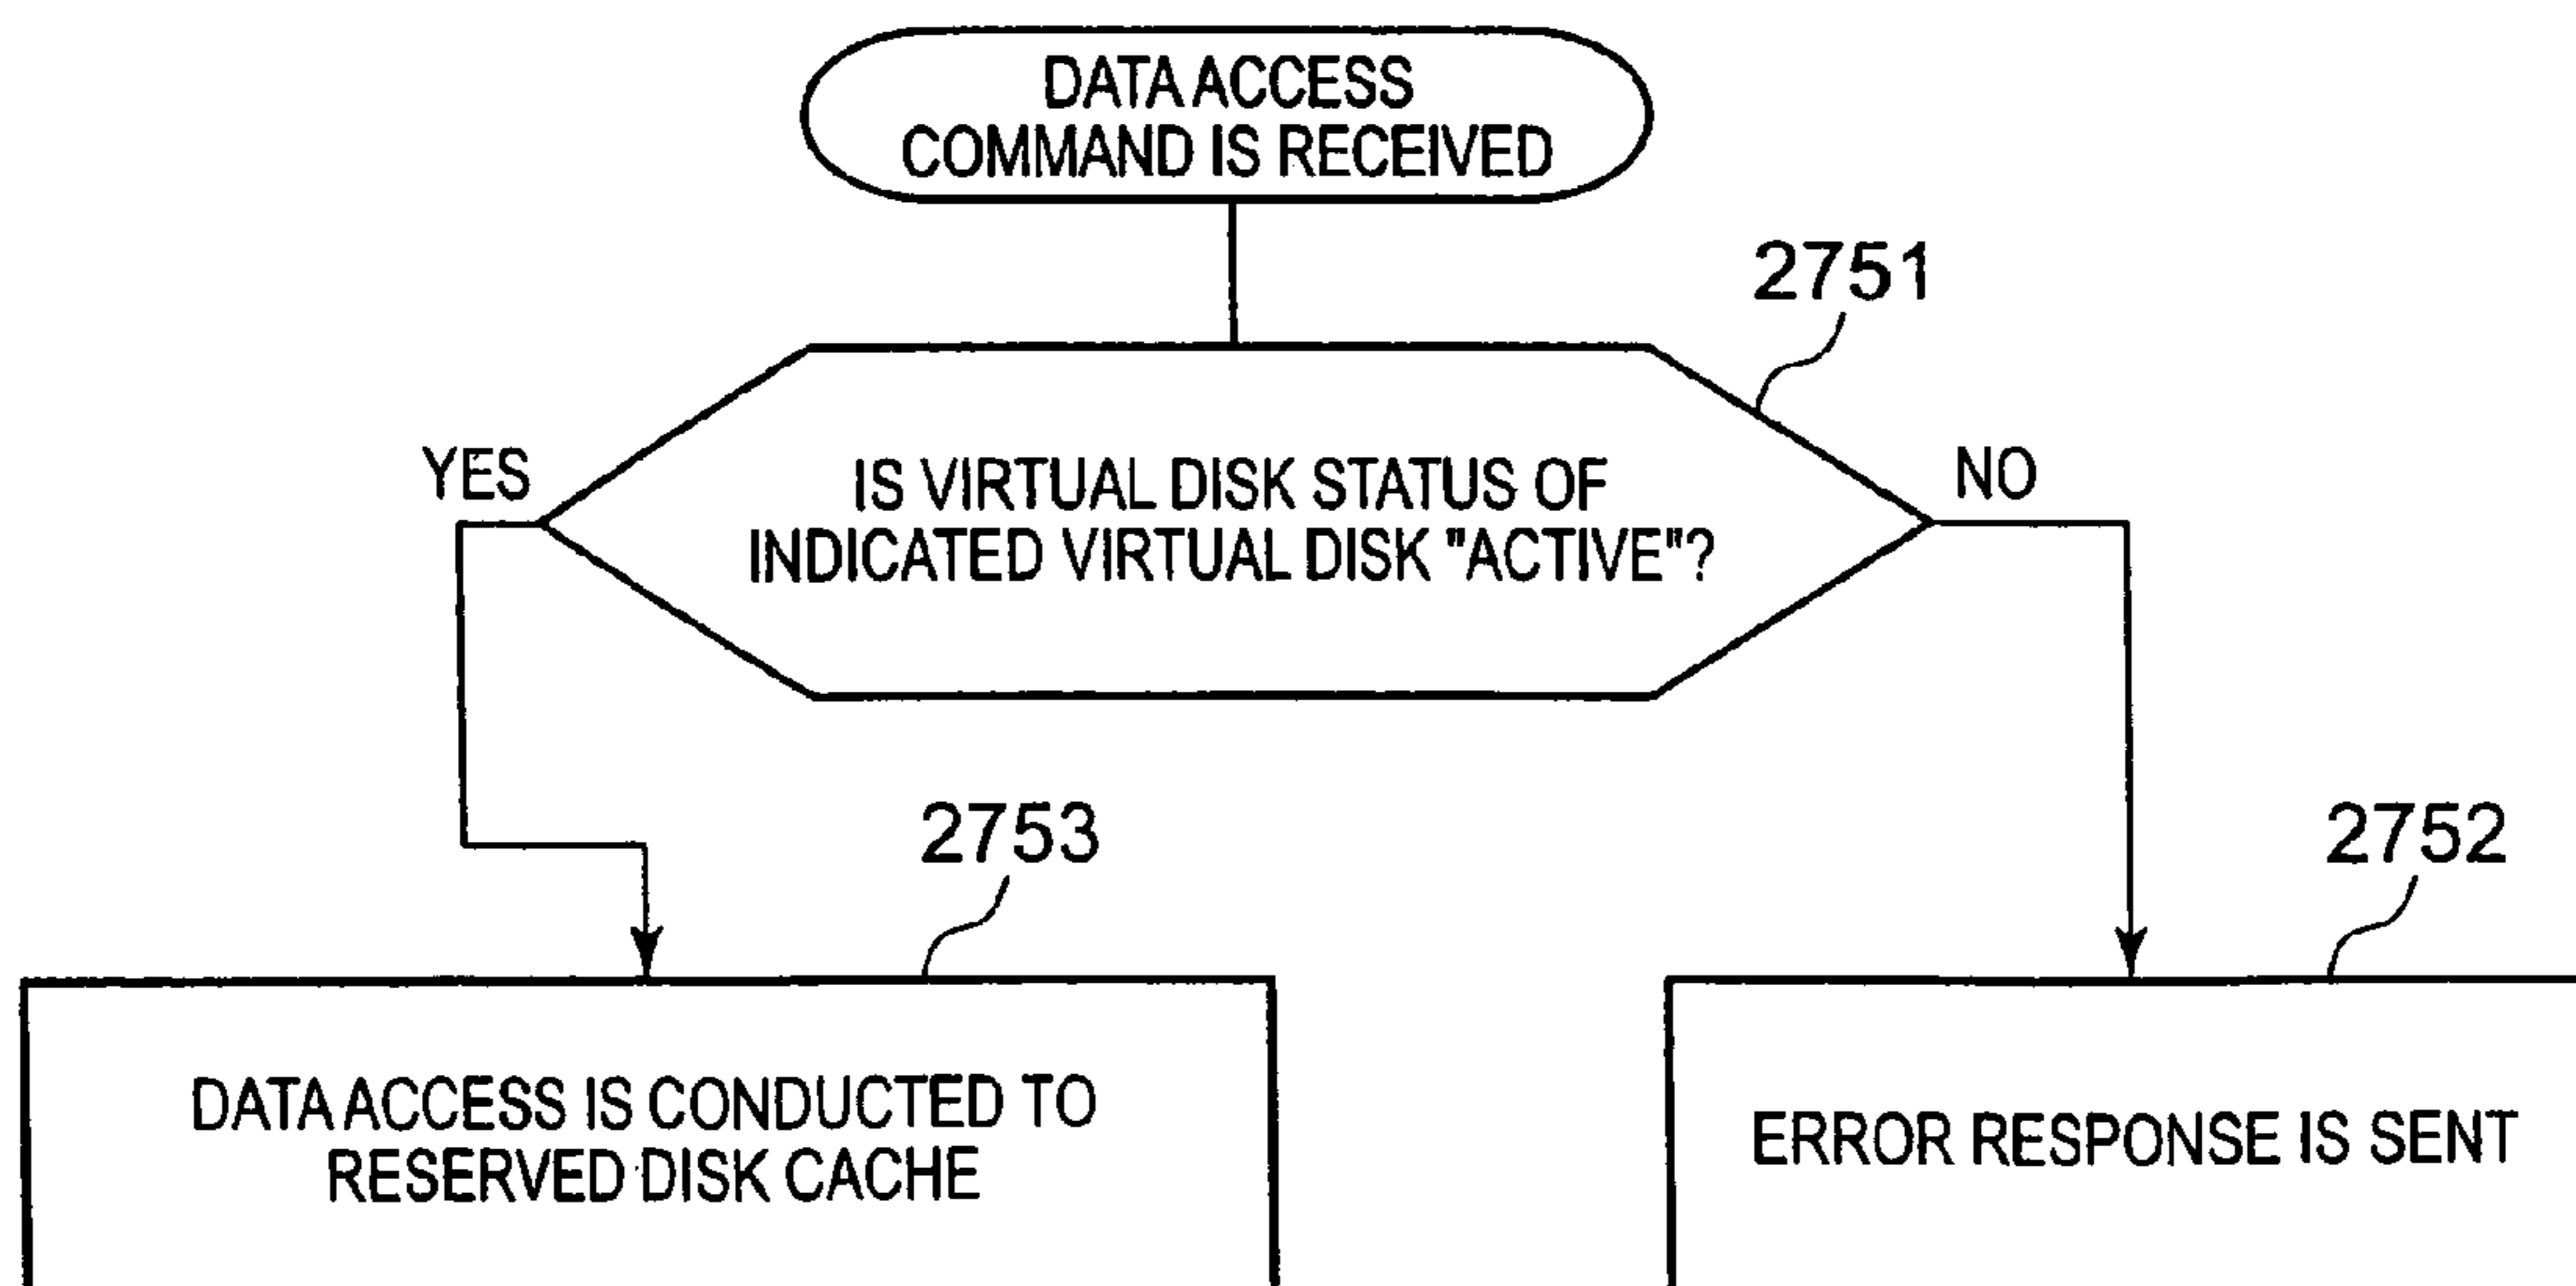 DATA ACCESS
COMMAND IS RECEIVED
2751
YES
IS VIRTUAL DISK STATUS OF
INDICATED VIRTUAL DISK "ACTIVE"?
NO
2753
2752
DATA ACCESS IS CONDUCTED TO
RESERVED DISK CACHE
ERROR RESPONSE IS SENT